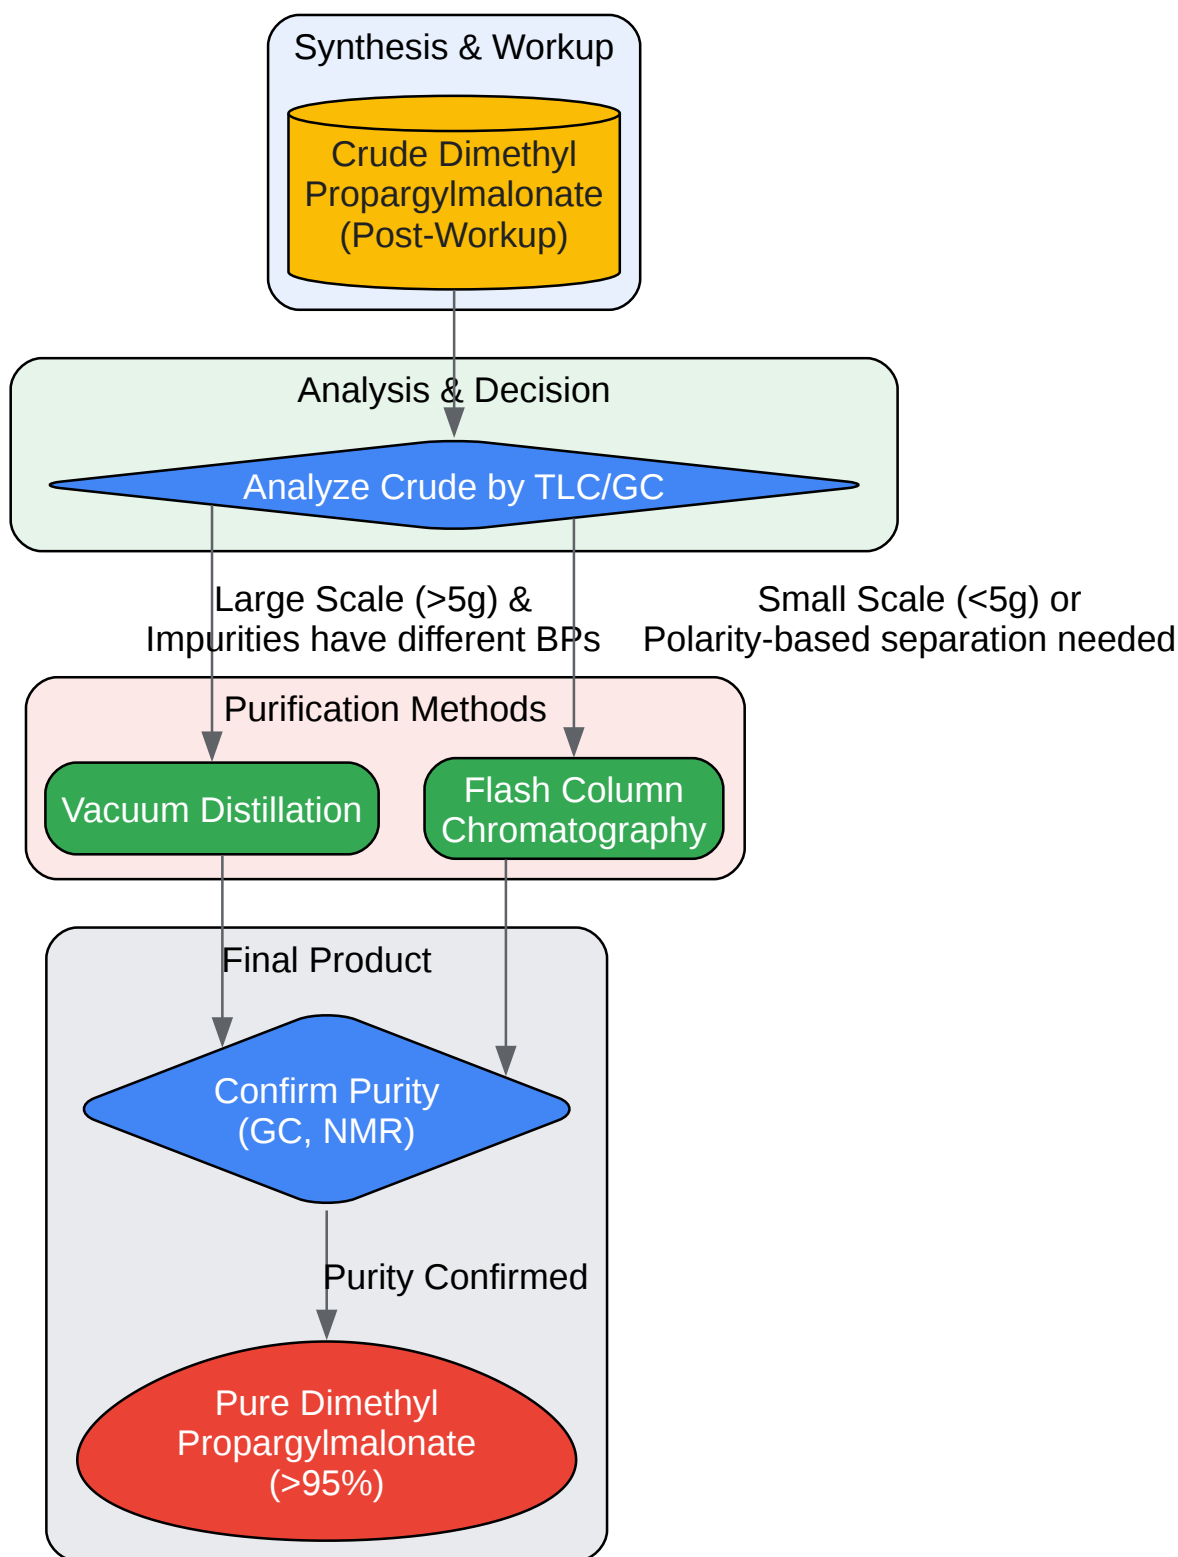 Synthesis & Workup
Crude Dimethyl
Propargylmalonate
(Post-Workup)
Analysis & Decision
Analyze Crude by TLC/GC
Large Scale (>5g) &
Impurities have different BPs
Small Scale (<5g) or
Polarity-based separation needed
Purification Methods
Vacuum Distillation
Flash Column
Chromatography
Final Product
Confirm Purity
(GC, NMR)
Purity Confirmed
Pure Dimethyl
Propargylmalonate
(>95%)